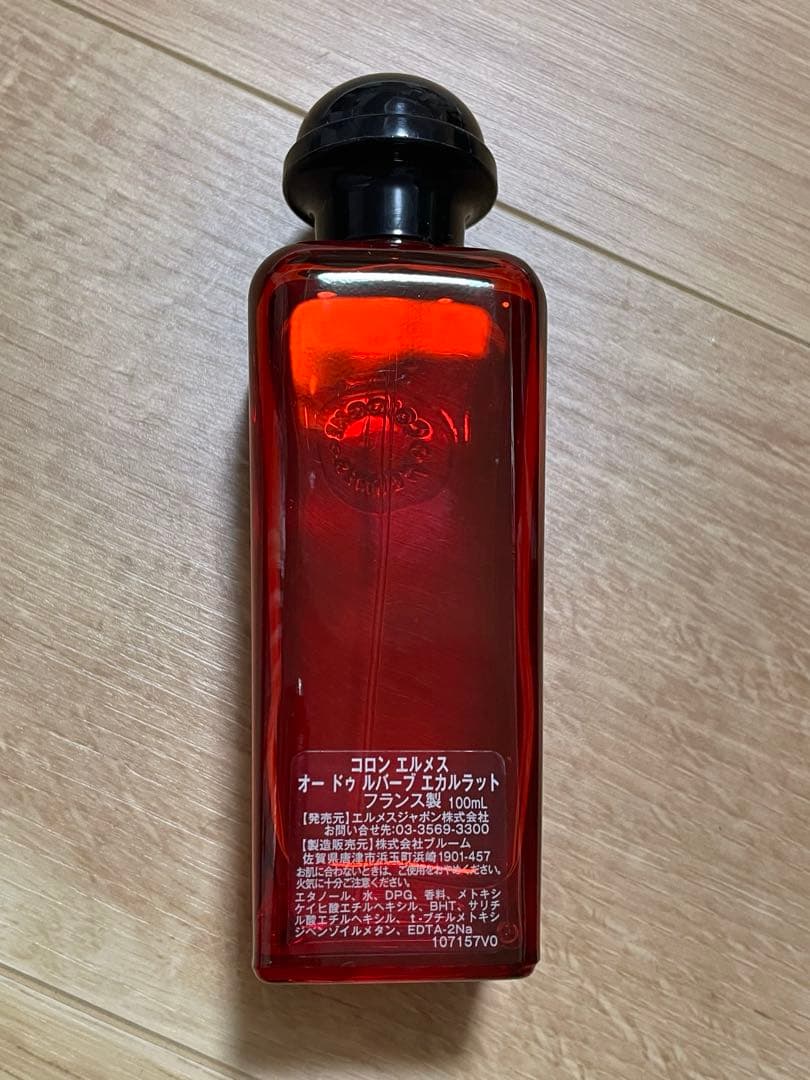 コロン エルメス
オー ドゥ ルバーブ エカルラット
フランス製 100mL
【発売元】エルメスジャポン株式会社
お問い合せ先:03-3569-3300
【製造販売元】株式会社ブルーム
佐賀県唐津市浜玉町浜崎1901-457
お肌に合わないときは、ご使用をおやめください。
火気に十分ご注意ください。
エタノール、水、DPG、香料、メトキシ
ケイヒ酸エチルヘキシル、BHT、サリチ
ル酸エチルヘキシル、t-ブチルメトキシ
ジベンゾイルメタン、EDTA-2Na
107157V0